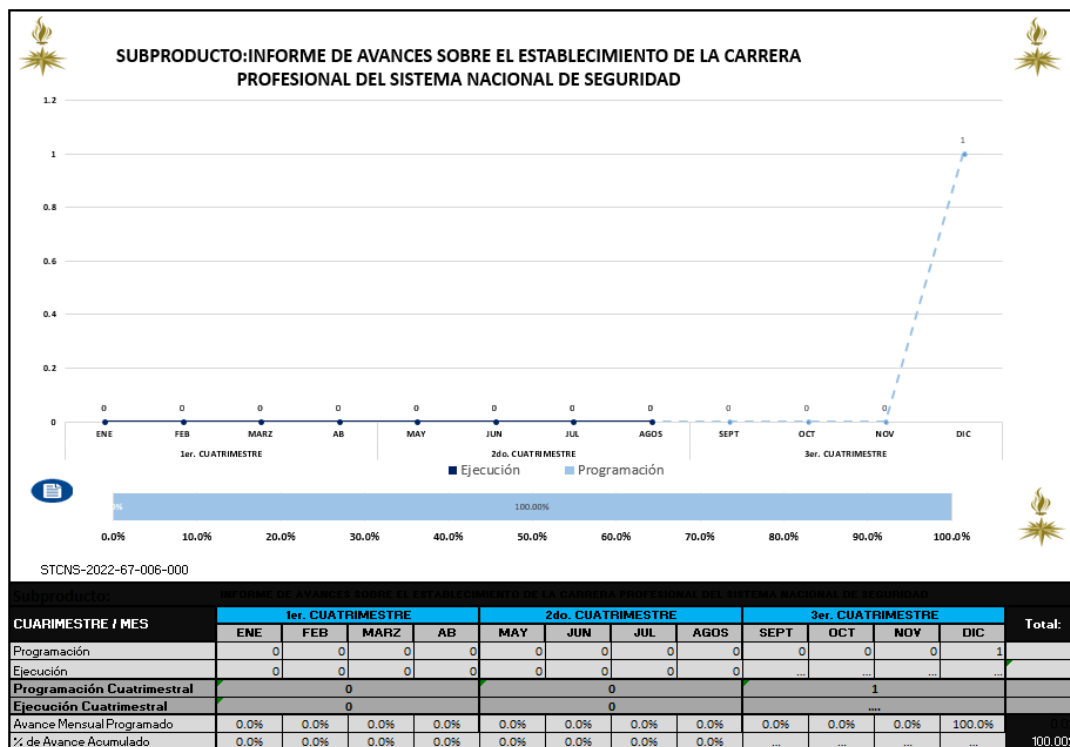 SUBPRODUCTO:INFORME DE AVANCES SOBRE EL ESTABLECIMIENTO DE LA CARRERA
PROFESIONAL DEL SISTEMA NACIONAL DE SEGURIDAD
1.2
1
0.8
0.6
0.4
0.2
0
1
0 0 0 0 0 0 0 0 0 0 0
ENE FEB MARZ AB MAY JUN JUL AGOS SEPT OCT NOV DIC
1er. CUATRIMESTRE 2do. CUATRIMESTRE 3er. CUATRIMESTRE
Ejecución Programación
100.00%
0.0% 10.0% 20.0% 30.0% 40.0% 50.0% 60.0% 70.0% 80.0% 90.0% 100.0%
STCNS-2022-67-006-000
Subproducto: INFORME DE AVANCES SOBRE EL ESTABLECIMIENTO DE LA CARRERA PROFESIONAL DEL SISTEMA NACIONAL DE SEGURIDAD
CUARIMESTRE / MES 1er. CUATRIMESTRE 2do. CUATRIMESTRE 3er. CUATRIMESTRE Total:
ENE FEB MARZ AB MAY JUN JUL AGOS SEPT OCT NOV DIC
Programación 0 0 0 0 0 0 0 0 0 0 0 1
Ejecución 0 0 0 0 0 0 0 0 ... ... ... ...
Programación Cuatrimestral 0 0 1
Ejecución Cuatrimestral 0 0 ....
Avance Mensual Programado 0.0% 0.0% 0.0% 0.0% 0.0% 0.0% 0.0% 0.0% 0.0% 0.0% 0.0% 100.0%
% de Avance Acumulado 0.0% 0.0% 0.0% 0.0% 0.0% 0.0% 0.0% 0.0% ... ... ... ... 100.00%